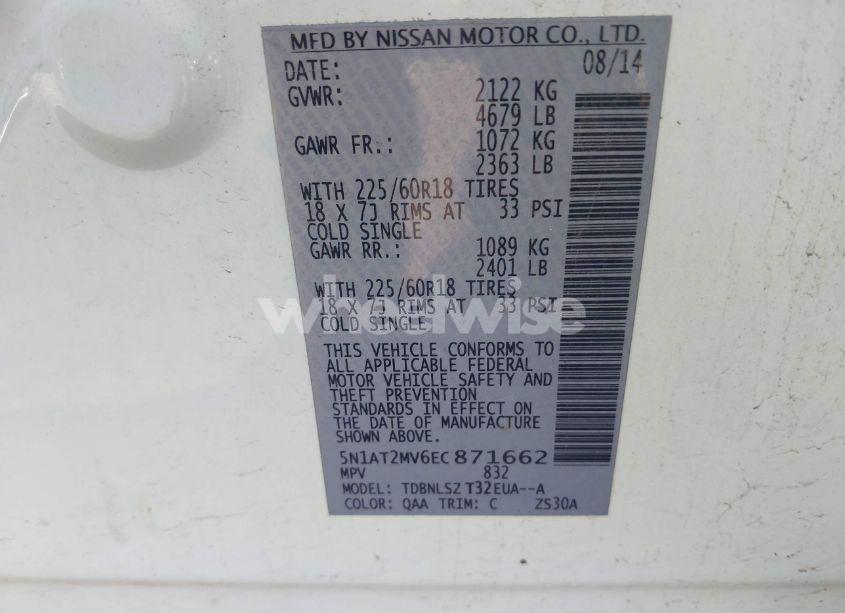 MFD BY NISSAN MOTOR CO., LTD.
DATE: 08/14
GVWR: 2122 KG
4679 LB
GAWR FR.: 1072 KG
2363 LB
WITH 225/60R18 TIRES
18 X 7J RIMS AT 33 PSI
COLD SINGLE
GAWR RR.: 1089 KG
2401 LB
WITH 225/60R18 TIRES
18 X 7J RIMS AT 33 PSI
COLD SINGLE
wheelwise
THIS VEHICLE CONFORMS TO
ALL APPLICABLE FEDERAL
MOTOR VEHICLE SAFETY AND
THEFT PREVENTION
STANDARDS IN EFFECT ON
THE DATE OF MANUFACTURE
SHOWN ABOVE.
5N1AT2MV6EC871662
MPV 832
MODEL: TDBNLSZ T32EUA--A
COLOR: QAA TRIM: C ZS30A